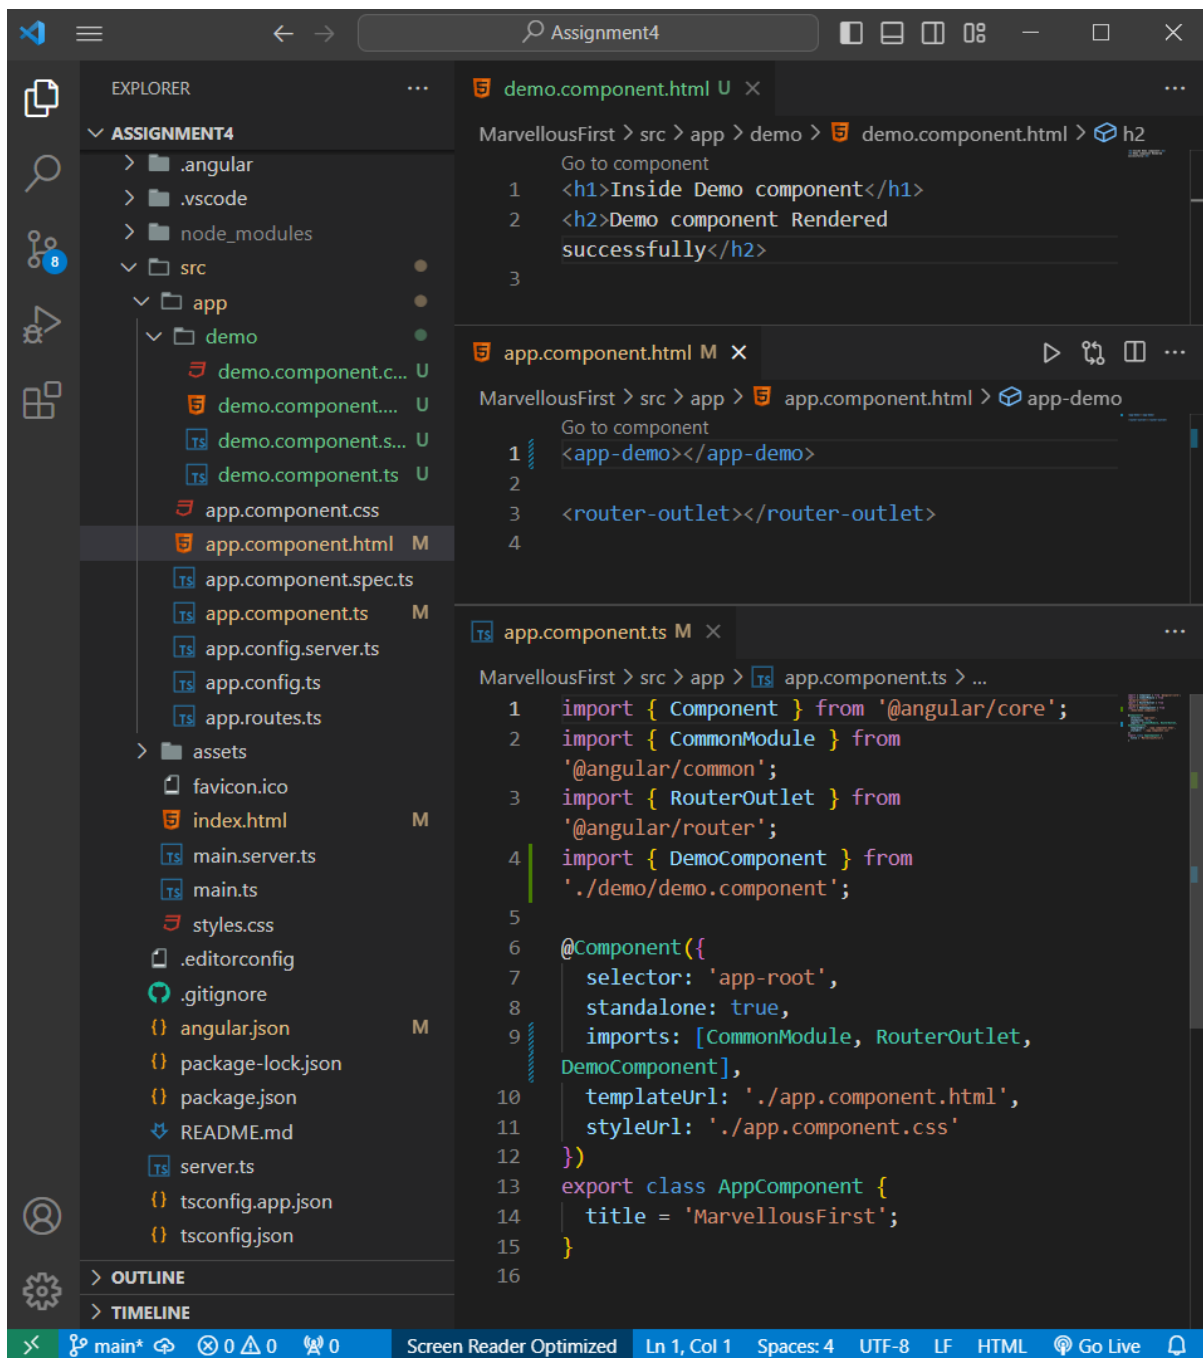 Assignment4
EXPLORER
ASSIGNMENT4
.angular
.vscode
node_modules
src
app
demo
demo.component.c... U
demo.component.... U
demo.component.s... U
demo.component.ts U
app.component.css
app.component.html M
app.component.spec.ts
app.component.ts M
app.config.server.ts
app.config.ts
app.routes.ts
assets
favicon.ico
index.html M
main.server.ts
main.ts
styles.css
.editorconfig
.gitignore
angular.json M
package-lock.json
package.json
README.md
server.ts
tsconfig.app.json
tsconfig.json
OUTLINE
TIMELINE
8
demo.component.html U
MarvellousFirst > src > app > demo > demo.component.html > h2
Go to component
1 <h1>Inside Demo component</h1>
2 <h2>Demo component Rendered
successfully</h2>
3
app.component.html M
MarvellousFirst > src > app > app.component.html > app-demo
Go to component
1 <app-demo></app-demo>
2
3 <router-outlet></router-outlet>
4
app.component.ts M
MarvellousFirst > src > app > app.component.ts > ...
1 import { Component } from '@angular/core';
2 import { CommonModule } from
'@angular/common';
3 import { RouterOutlet } from
'@angular/router';
4 import { DemoComponent } from
'./demo/demo.component';
5
6 @Component({
7 selector: 'app-root',
8 standalone: true,
9 imports: [CommonModule, RouterOutlet,
DemoComponent],
10 templateUrl: './app.component.html',
11 styleUrl: './app.component.css'
12 })
13 export class AppComponent {
14 title = 'MarvellousFirst';
15 }
16
main* 0 0 0 Screen Reader Optimized Ln 1, Col 1 Spaces: 4 UTF-8 LF HTML Go Live